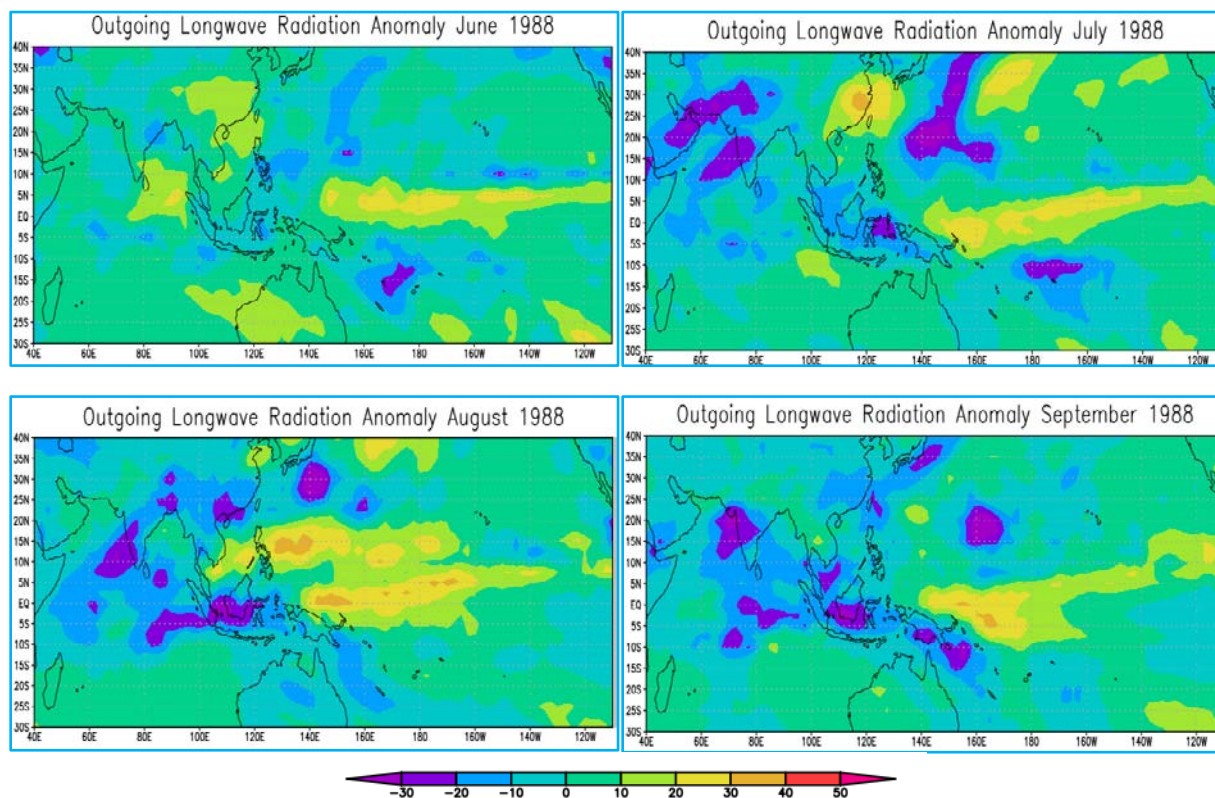 Outgoing Longwave Radiation Anomaly June 1988
40N
35N
30N
25N
20N
15N
10N
5N
EQ
5S
10S
15S
20S
25S
30S
40E 60E 80E 100E 120E 140E 160E 180 160W 140W 120W
Outgoing Longwave Radiation Anomaly July 1988
40N
35N
30N
25N
20N
15N
10N
5N
EQ
5S
10S
15S
20S
25S
30S
40E 60E 80E 100E 120E 140E 160E 180 160W 140W 120W
Outgoing Longwave Radiation Anomaly August 1988
40N
35N
30N
25N
20N
15N
10N
5N
EQ
5S
10S
15S
20S
25S
30S
40E 60E 80E 100E 120E 140E 160E 180 160W 140W 120W
Outgoing Longwave Radiation Anomaly September 1988
40N
35N
30N
25N
20N
15N
10N
5N
EQ
5S
10S
15S
20S
25S
30S
40E 60E 80E 100E 120E 140E 160E 180 160W 140W 120W
-30 -20 -10 0 10 20 30 40 50